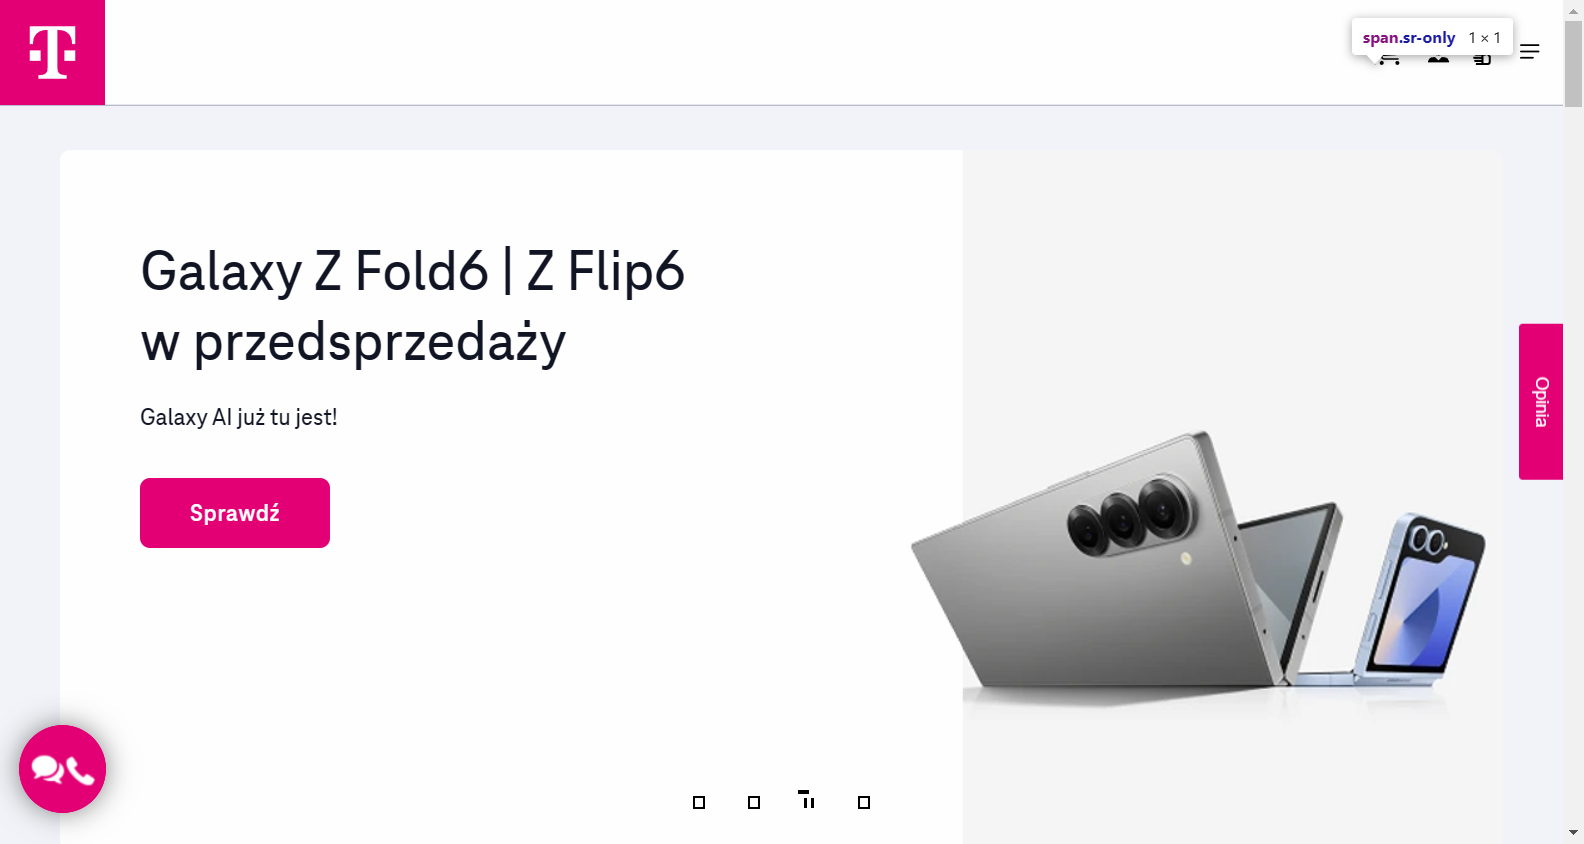 T
span.sr-only 1 × 1
Galaxy Z Fold6 | Z Flip6
w przedsprzedaży
Galaxy AI już tu jest!
Sprawdź
Opinia